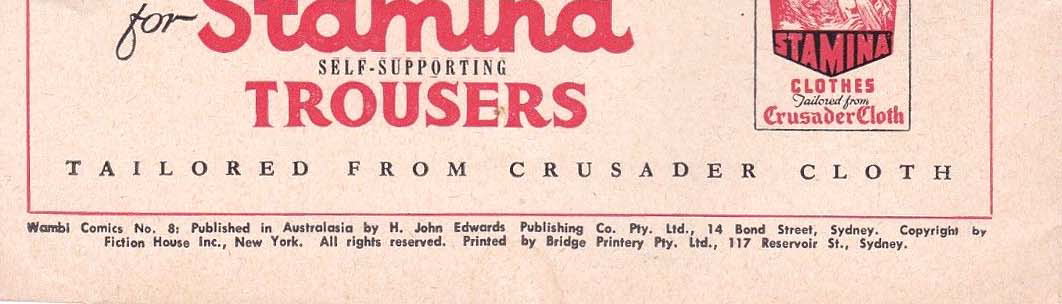 for Stamina
SELF-SUPPORTING
TROUSERS
STAMINA
CLOTHES
Tailored from
Crusader Cloth
TAILORED FROM CRUSADER CLOTH
Wambi Comics No. 8: Published in Australasia by H. John Edwards Publishing Co. Pty. Ltd., 14 Bond Street, Sydney. Copyright by
Fiction House Inc., New York. All rights reserved. Printed by Bridge Printery Pty. Ltd., 117 Reservoir St., Sydney.